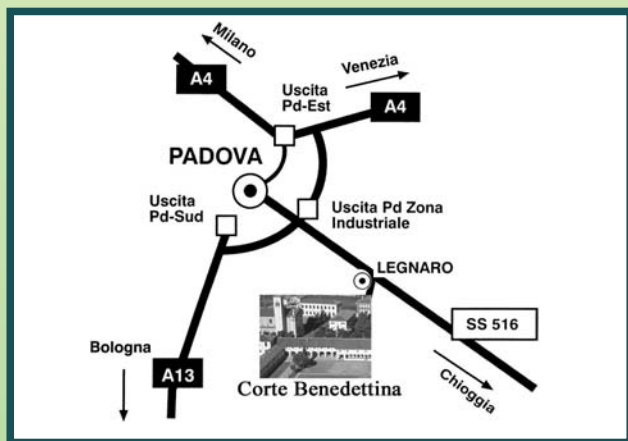 Milano
A4
Uscita
Pd-Est
Venezia
A4
PADOVA
Uscita
Pd-Sud
Uscita Pd Zona
Industriale
LEGNARO
SS 516
Bologna
A13
Chioggia
Corte Benedettina